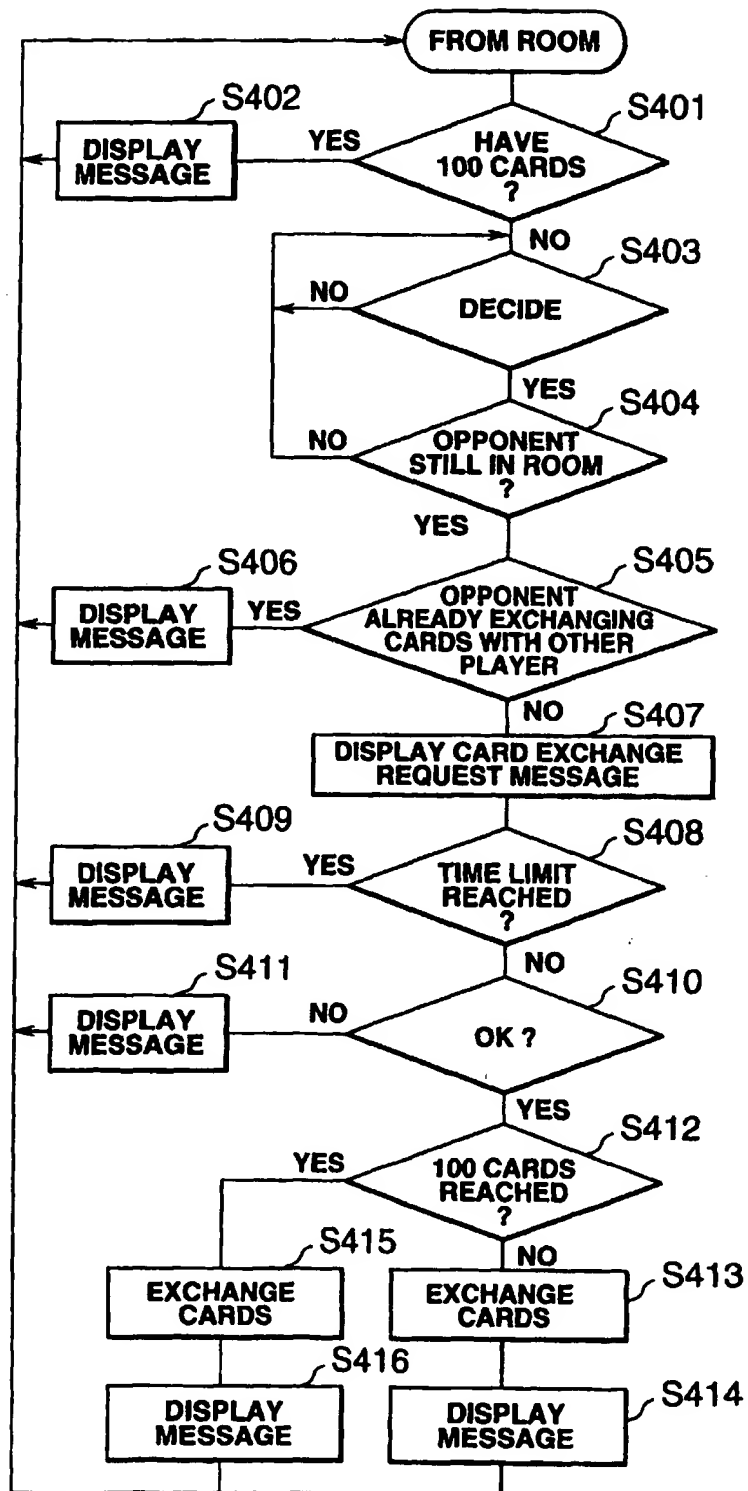 FROM ROOM
S402
S401
DISPLAY
MESSAGE
YES
HAVE
100 CARDS
?
NO
S403
NO
DECIDE
YES
S404
NO
OPPONENT
STILL IN ROOM
?
YES
S405
S406
DISPLAY
MESSAGE
YES
OPPONENT
ALREADY EXCHANGING
CARDS WITH OTHER
PLAYER
NO
S407
DISPLAY CARD EXCHANGE
REQUEST MESSAGE
S409
S408
DISPLAY
MESSAGE
YES
TIME LIMIT
REACHED
?
NO
S411
S410
DISPLAY
MESSAGE
NO
OK ?
YES
S412
YES
100 CARDS
REACHED
?
S415
NO
S413
EXCHANGE
CARDS
EXCHANGE
CARDS
S416
S414
DISPLAY
MESSAGE
DISPLAY
MESSAGE